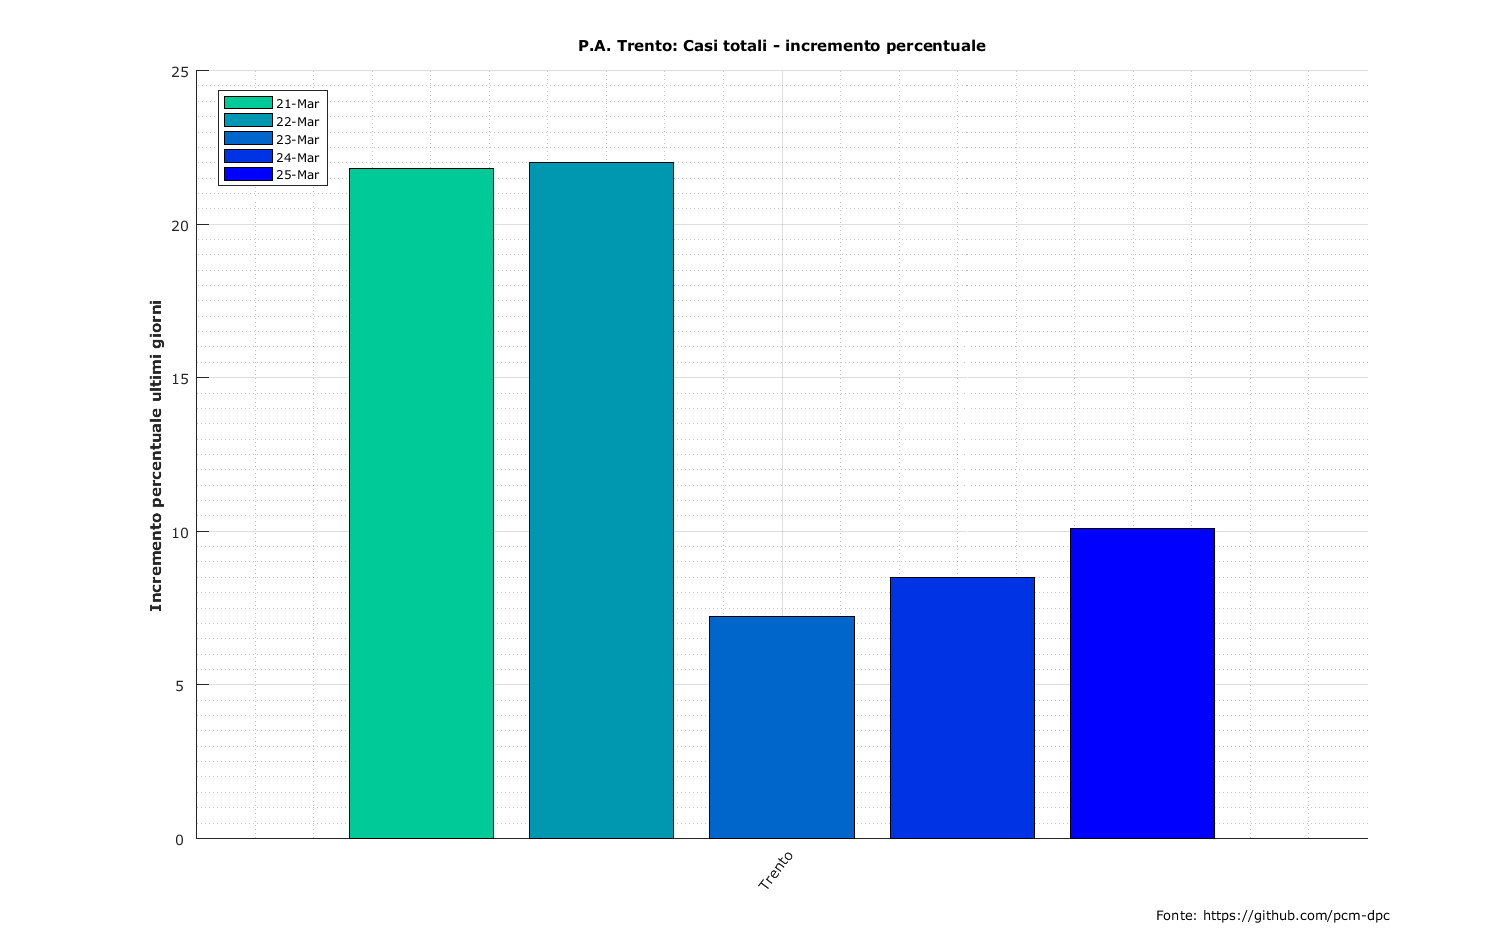 P.A. Trento: Casi totali - incremento percentuale
25
20
15
10
5
0
21-Mar
22-Mar
23-Mar
24-Mar
25-Mar
Incremento percentuale ultimi giorni
Trento
Fonte: https://github.com/pcm-dpc